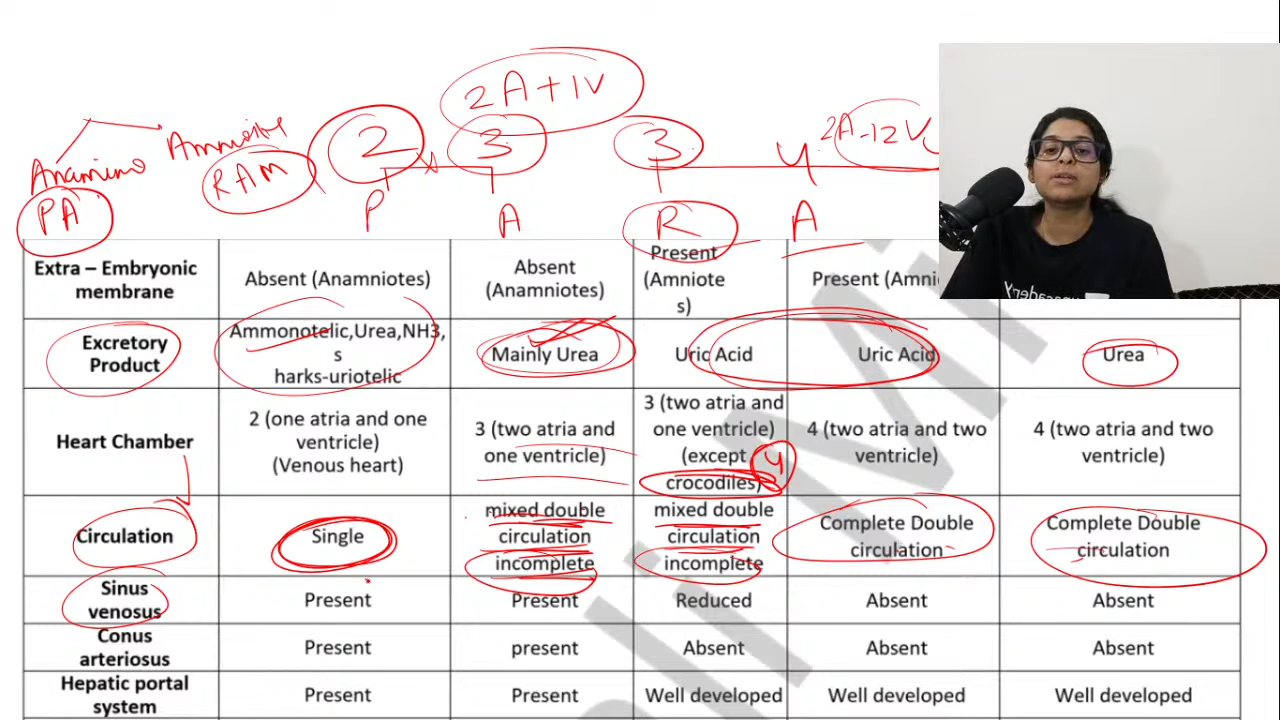 2A+1V
2 3 3 4 2A-12V
Anamino
PA
RAM
P A R A
Extra – Embryonic
membrane
Absent (Anamniotes)
Absent
(Anamniotes)
Present
(Amniote
s)
Present (Amni
Excretory
Product
Ammonotelic,Urea,NH3,
s
harks-uriotelic
Mainly Urea
Uric Acid
Uric Acid
Urea
Heart Chamber
2 (one atria and one
ventricle)
(Venous heart)
3 (two atria and
one ventricle)
3 (two atria and
one ventricle)
(except
crocodiles)
4
4 (two atria and two
ventricle)
4 (two atria and two
ventricle)
Circulation
Single
mixed double
circulation
incomplete
mixed double
circulation
incomplete
Complete Double
circulation
Complete Double
circulation
Sinus
venosus
Present
Present
Reduced
Absent
Absent
Conus
arteriosus
Present
present
Absent
Absent
Absent
Hepatic portal
system
Present
Present
Well developed
Well developed
Well developed